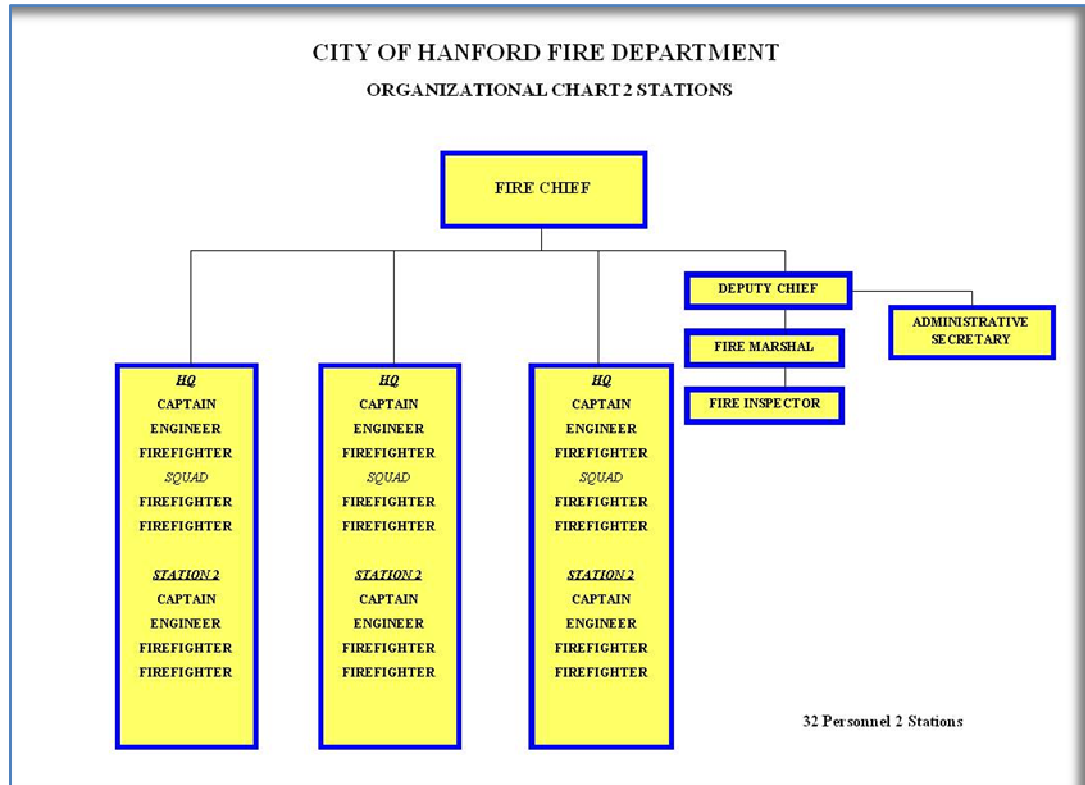 CITY OF HANFORD FIRE DEPARTMENT
ORGANIZATIONAL CHART 2 STATIONS
FIRE CHIEF
DEPUTY CHIEF
ADMINISTRATIVE
SECRETARY
FIRE MARSHAL
FIRE INSPECTOR
HQ
CAPTAIN
ENGINEER
FIREFIGHTER
SQUAD
FIREFIGHTER
FIREFIGHTER
STATION 2
CAPTAIN
ENGINEER
FIREFIGHTER
FIREFIGHTER
HQ
CAPTAIN
ENGINEER
FIREFIGHTER
SQUAD
FIREFIGHTER
FIREFIGHTER
STATION 2
CAPTAIN
ENGINEER
FIREFIGHTER
FIREFIGHTER
HQ
CAPTAIN
ENGINEER
FIREFIGHTER
SQUAD
FIREFIGHTER
FIREFIGHTER
STATION 2
CAPTAIN
ENGINEER
FIREFIGHTER
FIREFIGHTER
32 Personnel 2 Stations